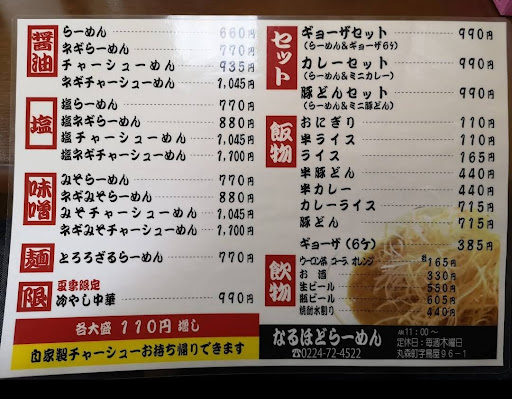 醤油
らーめん 660円
ネギらーめん 770円
チャーシューめん 935円
ネギチャーシューめん 1,045円
塩
塩らーめん 770円
塩ネギらーめん 880円
塩チャーシューめん 1,045円
塩ネギチャーシューめん 1,100円
味噌
みそらーめん 770円
ネギみそらーめん 880円
みそチャーシューめん 1,045円
ネギみそチャーシューめん 1,100円
麺
とろろざるらーめん 770円
限
夏季限定
冷やし中華 990円
各大盛 110円増し
自家製チャーシューお持ち帰りできます
セット
ギョーザセット 990円
(らーめん&ギョーザ6ケ)
カレーセット 990円
(らーめん&ミニカレー)
豚どんセット 990円
(らーめん&ミニ豚どん)
飯物
おにぎり 110円
半ライス 110円
ライス 165円
半豚どん 440円
半カレー 440円
カレーライス 715円
豚どん 715円
ギョーザ(6ケ) 385円
飲物
ウーロン茶 コーラ、オレンジ 各165円
お酒 330円
生ビール 550円
瓶ビール 605円
焼酎水割り 440円
なるほどらーめん
☎0224-72-4522
AM11:00～
定休日:毎週木曜日
丸森町字鳥屋96-1